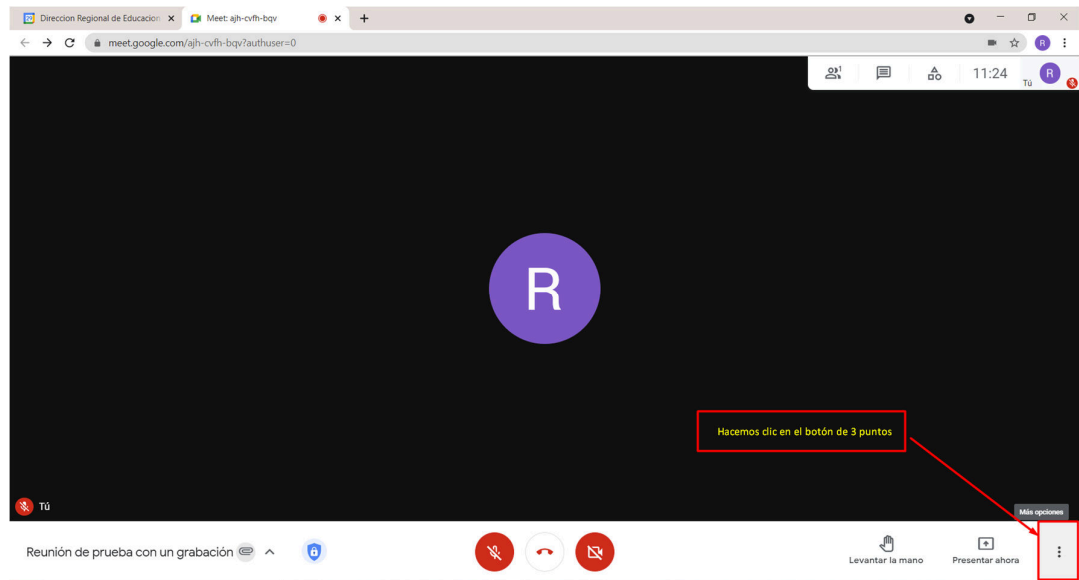 Direccion Regional de Educacion
Meet: ajh-cvfh-bqv
meet.google.com/ajh-cvfh-bqv?authuser=0
R
1
11:24
Tú
R
R
Hacemos clic en el botón de 3 puntos
Tú
Más opciones
Reunión de prueba con un grabación
Levantar la mano
Presentar ahora